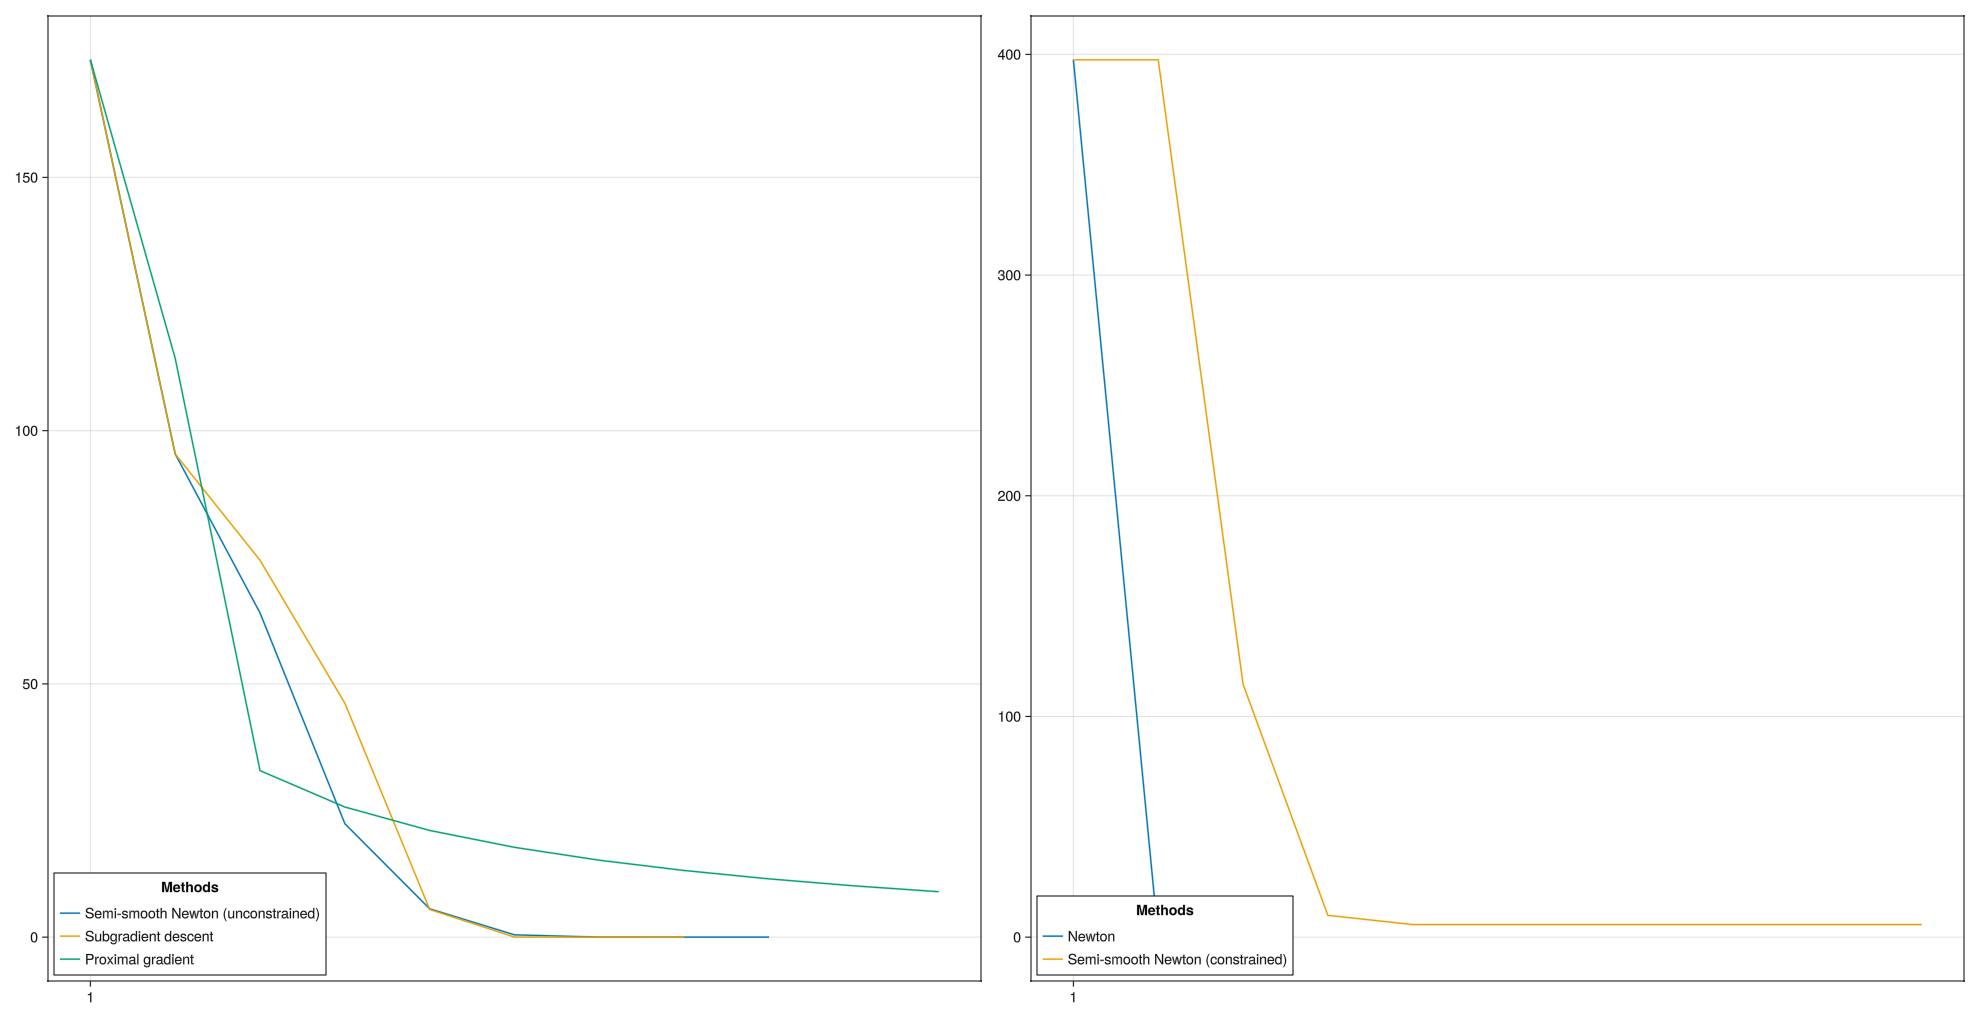 150
100
50
0
1
Methods
Semi-smooth Newton (unconstrained)
Subgradient descent
Proximal gradient
400
300
200
100
0
1
Methods
Newton
Semi-smooth Newton (constrained)